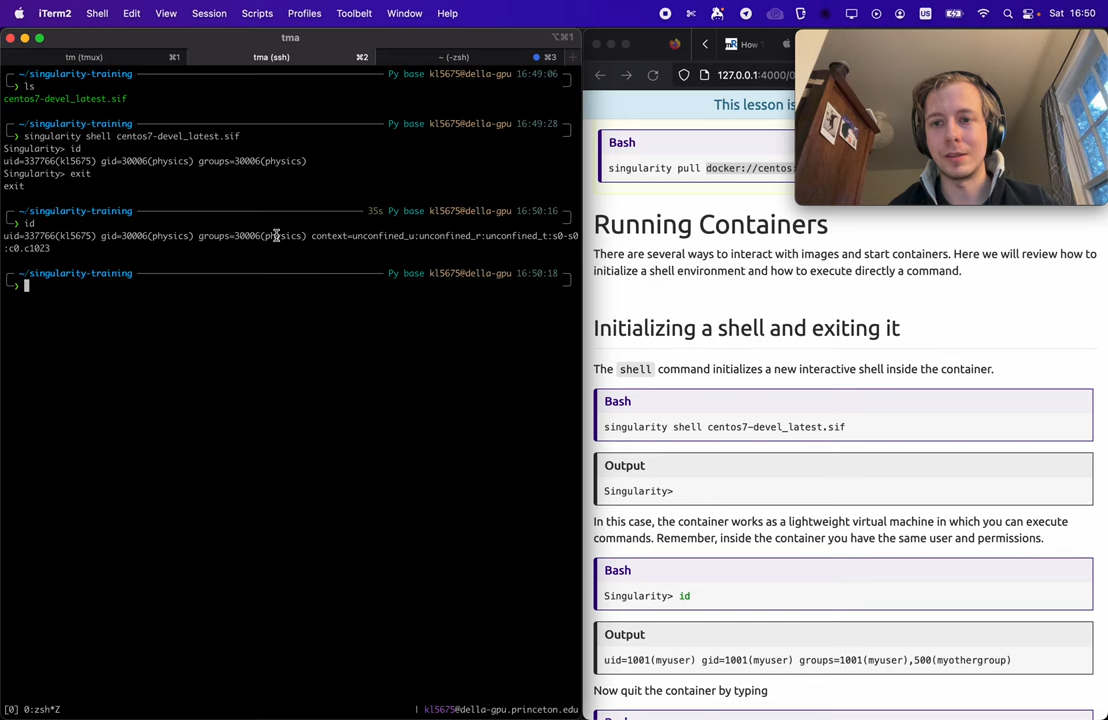 iTerm2 Shell Edit View Session Scripts Profiles Toolbelt Window Help
US
Sat 16:50
tma
⌥⌘1
tm (tmux) ⌘1
tma (ssh) ⌘2
~ (-zsh) ⌘3
~/singularity-training Py base kl5675@della-gpu 16:49:06
❯ ls
centos7-devel_latest.sif
~/singularity-training Py base kl5675@della-gpu 16:49:28
❯ singularity shell centos7-devel_latest.sif
Singularity> id
uid=337766(kl5675) gid=30006(physics) groups=30006(physics)
Singularity> exit
exit
~/singularity-training 35s Py base kl5675@della-gpu 16:50:16
❯ id
uid=337766(kl5675) gid=30006(physics) groups=30006(physics) context=unconfined_u:unconfined_r:unconfined_t:s0-s0
:c0.c1023
~/singularity-training Py base kl5675@della-gpu 16:50:18
❯
[0] 0:zsh*Z | kl5675@della-gpu.princeton.edu
How
127.0.0.1:4000/0
This lesson is
Bash
singularity pull docker://centos:
Running Containers
There are several ways to interact with images and start containers. Here we will review how to
initialize a shell environment and how to execute directly a command.
Initializing a shell and exiting it
The shell command initializes a new interactive shell inside the container.
Bash
singularity shell centos7-devel_latest.sif
Output
Singularity>
In this case, the container works as a lightweight virtual machine in which you can execute
commands. Remember, inside the container you have the same user and permissions.
Bash
Singularity> id
Output
uid=1001(myuser) gid=1001(myuser) groups=1001(myuser),500(myothergroup)
Now quit the container by typing